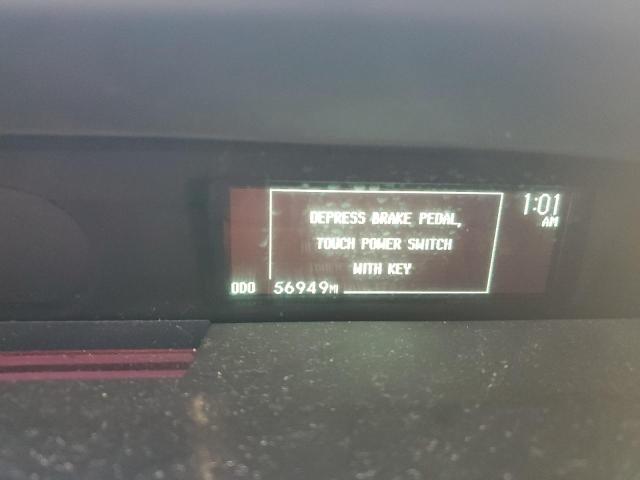 DEPRESS BRAKE PEDAL,
TOUCH POWER SWITCH
WITH KEY
1:01
AM
ODO 56949MI